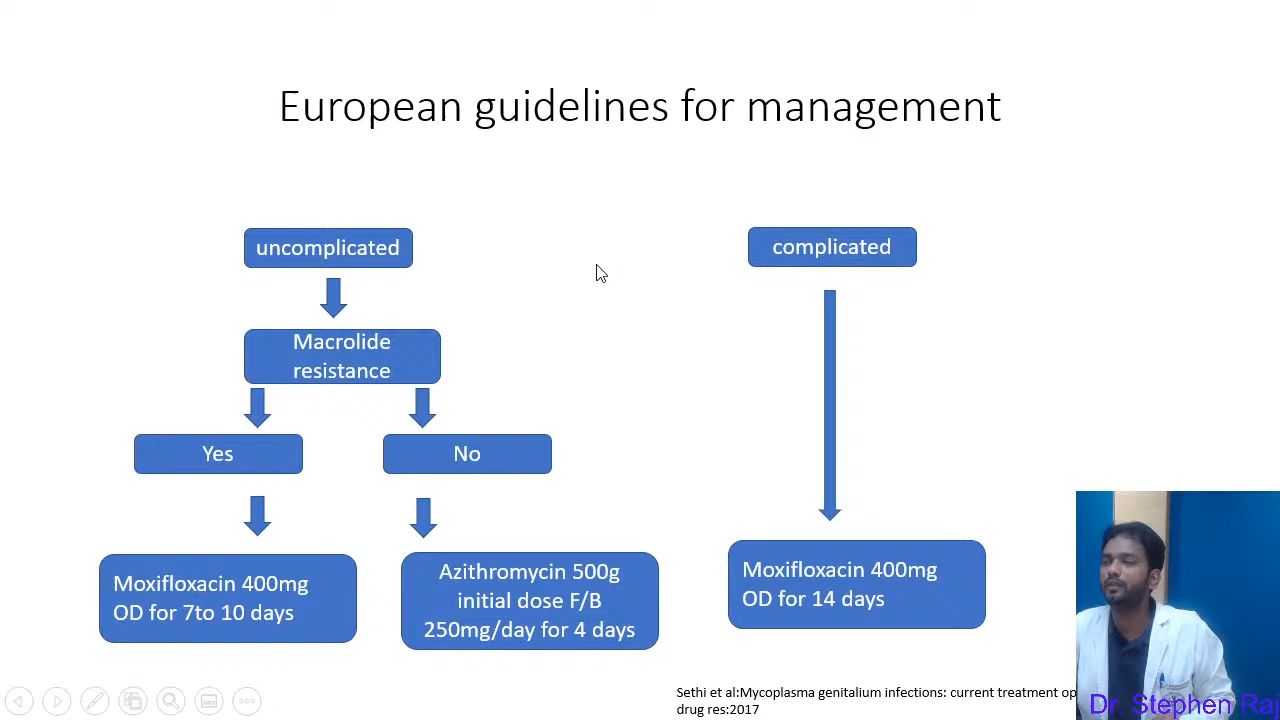 European guidelines for management
uncomplicated
complicated
Macrolide
resistance
Yes
No
Moxifloxacin 400mg
OD for 7to 10 days
Azithromycin 500g
initial dose F/B
250mg/day for 4 days
Moxifloxacin 400mg
OD for 14 days
Sethi et al:Mycoplasma genitalium infections: current treatment
drug res:2017
Dr. Stephen Raj